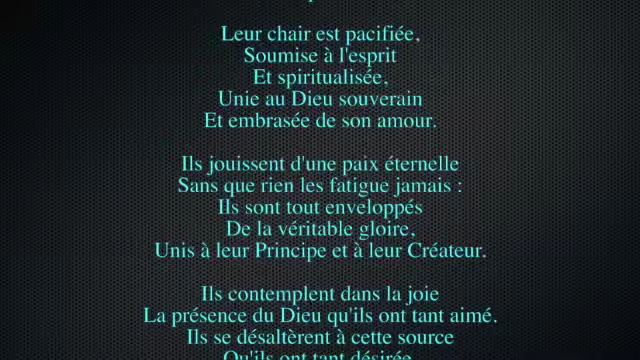 Leur chair est pacifiée,
Soumise à l'esprit
Et spiritualisée,
Unie au Dieu souverain
Et embrasée de son amour.
Ils jouissent d'une paix éternelle
Sans que rien les fatigue jamais :
Ils sont tout enveloppés
De la véritable gloire,
Unis à leur Principe et à leur Créateur.
Ils contemplent dans la joie
La présence du Dieu qu'ils ont tant aimé.
Ils se désaltèrent à cette source
Qu'ils ont tant désirée